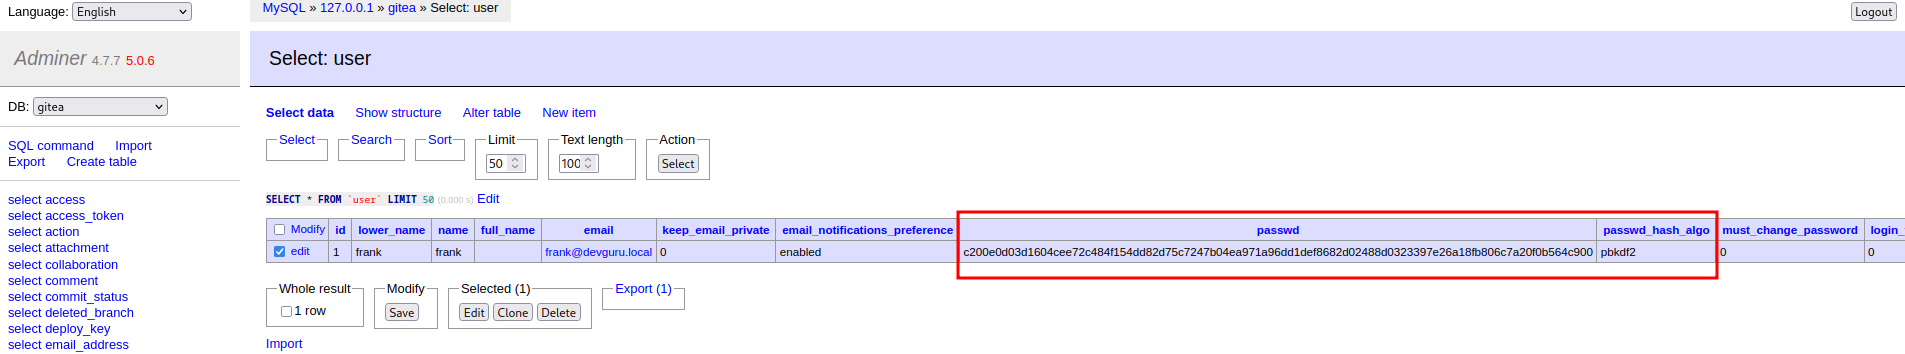 Language: English
MySQL » 127.0.0.1 » gitea » Select: user
Logout
Adminer 4.7.7 5.0.6
Select: user
DB: gitea
SQL command Import
Export Create table
select access
select access_token
select action
select attachment
select collaboration
select comment
select commit_status
select deleted_branch
select deploy_key
select email_address
Select data Show structure Alter table New item
Select Search Sort Limit Text length Action
50 100 Select
SELECT * FROM `user` LIMIT 50 (0.000 s) Edit
Modify id lower_name name full_name email keep_email_private email_notifications_preference passwd passwd_hash_algo must_change_password login_
edit 1 frank frank frank@devguru.local 0 enabled c200e0d03d1604cee72c484f154dd82d75c7247b04ea971a96dd1def8682d02488d0323397e26a18fb806c7a20f0b564c900 pbkdf2 0 0
Whole result Modify Selected (1) Export (1)
1 row Save Edit Clone Delete
Import